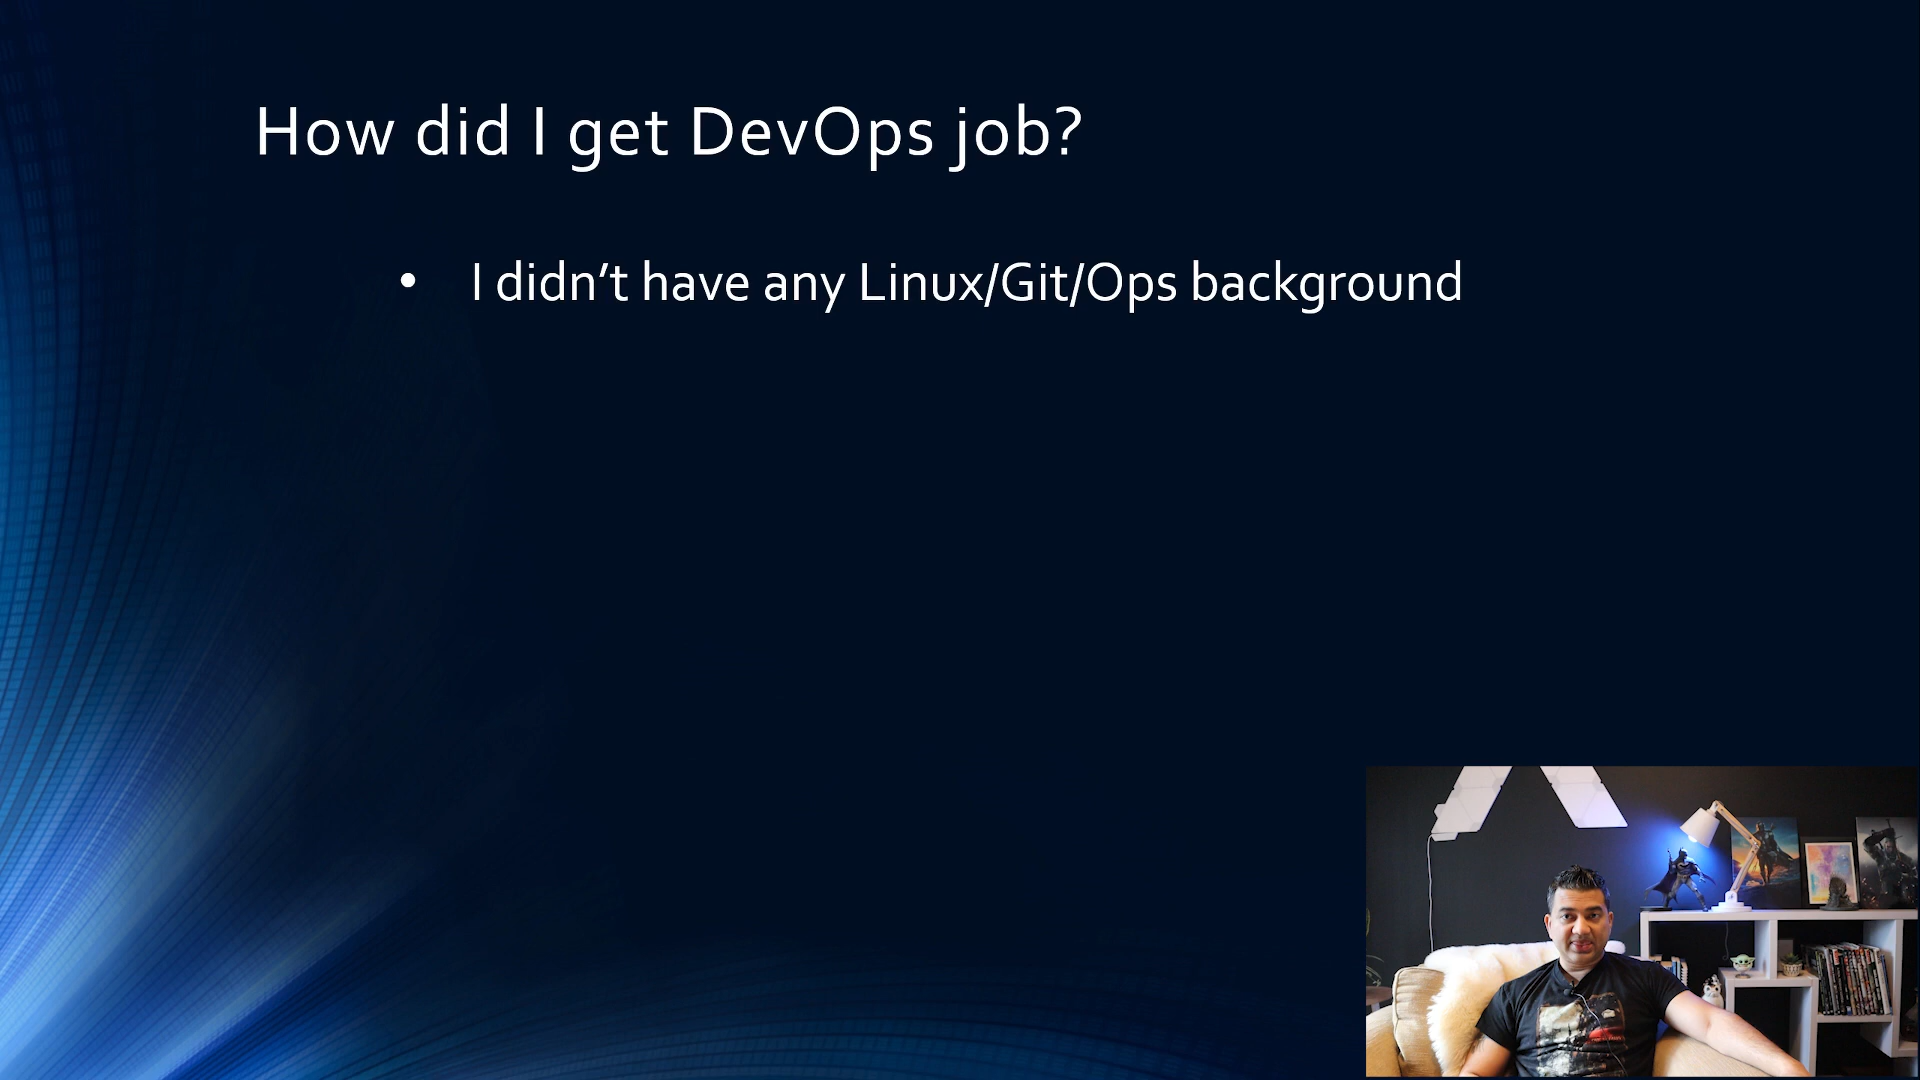 How did I get DevOps job?
• I didn’t have any Linux/Git/Ops background